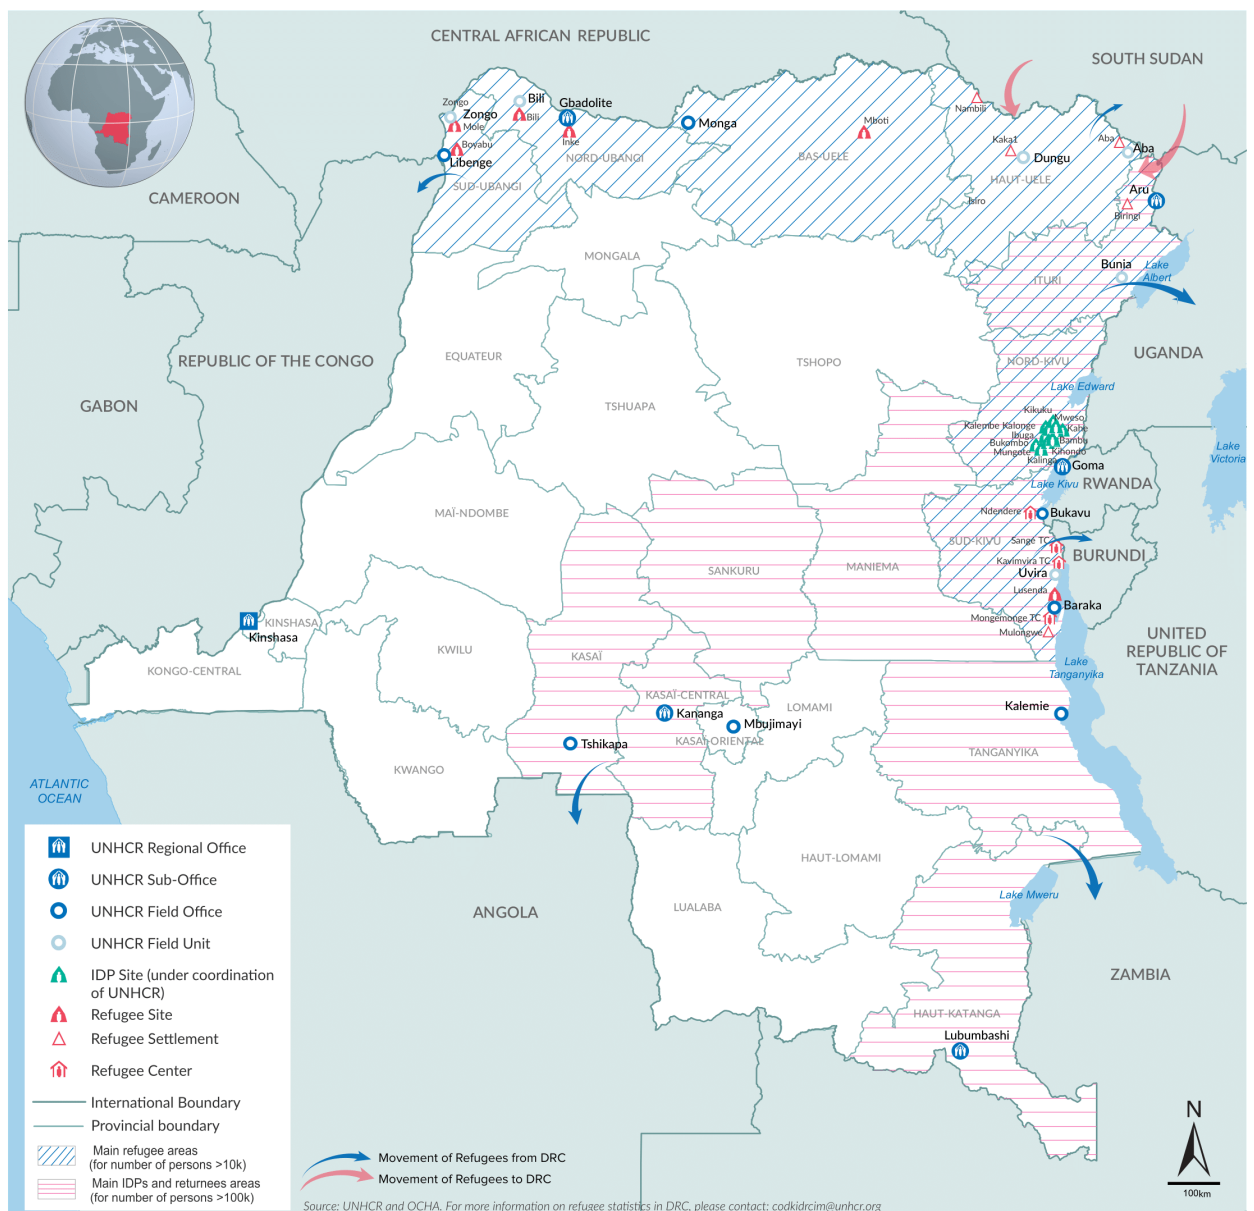 CENTRAL AFRICAN REPUBLIC
SOUTH SUDAN
CAMEROON
REPUBLIC OF THE CONGO
GABON
UGANDA
RWANDA
BURUNDI
UNITED
REPUBLIC OF
TANZANIA
ZAMBIA
ANGOLA
ATLANTIC
OCEAN
Lake
Albert
Lake Edward
Lake
Victoria
Lake Kivu
Lake
Tanganyika
Lake Mweru
Zongo
Zongo
Mole
Boyabu
Libenge
Bili
Bili
Gbadolite
Inke
NORD-UBANGI
SUD-UBANGI
Monga
Mboti
BAS-UELE
Nambili
Kaka1
Dungu
HAUT-UELE
Isiro
Aba
Aba
Aru
Biringi
Bunia
ITURI
MONGALA
EQUATEUR
TSHUAPA
TSHOPO
NORD-KIVU
Kikuku
Mweso
Kalembe Kalonge
Kahe
Ibuga
Bukombo
Bambu
Mungote
Kihondo
Kalinga
Goma
Ndendere
Bukavu
SUD-KIVU
Sange TC
Kavimvira TC
Uvira
Lusenda
Baraka
Mongemonge TC
Mulongwe
MAÏ-NDOMBE
SANKURU
MANIEMA
KINSHASA
Kinshasa
KONGO-CENTRAL
KWILU
KASAÏ
KASAÏ-CENTRAL
Kananga
Mbujimayi
KASAÏ-ORIENTAL
LOMAMI
Kalemie
TANGANYIKA
Tshikapa
KWANGO
HAUT-LOMAMI
LUALABA
HAUT-KATANGA
Lubumbashi
UNHCR Regional Office
UNHCR Sub-Office
UNHCR Field Office
UNHCR Field Unit
IDP Site (under coordination
of UNHCR)
Refugee Site
Refugee Settlement
Refugee Center
International Boundary
Provincial boundary
Main refugee areas
(for number of persons >10k)
Main IDPs and returnees areas
(for number of persons >100k)
Movement of Refugees from DRC
Movement of Refugees to DRC
Source: UNHCR and OCHA. For more information on refugee statistics in DRC, please contact: codkidrcim@unhcr.org
N
100km